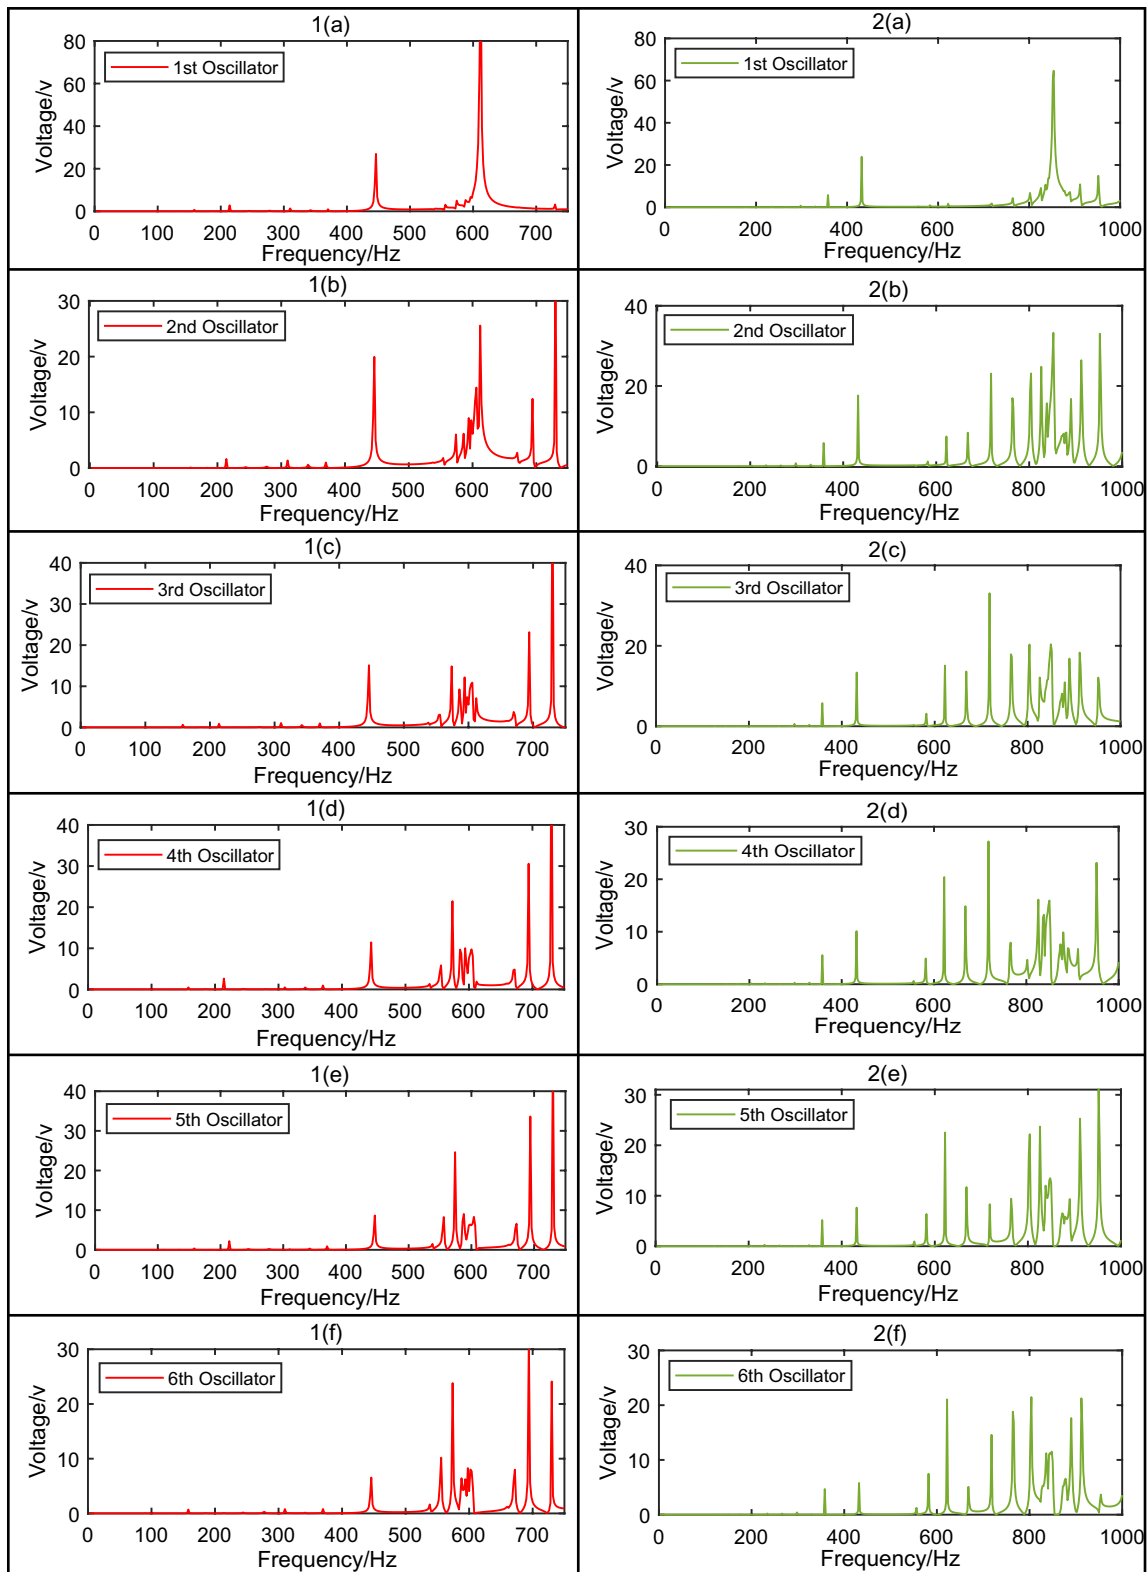 1(a)
80
60
40
20
0
Voltage/v
1st Oscillator
0 100 200 300 400 500 600 700
Frequency/Hz
2(a)
80
60
40
20
0
Voltage/v
1st Oscillator
0 200 400 600 800 1000
Frequency/Hz
1(b)
30
20
10
0
Voltage/v
2nd Oscillator
0 100 200 300 400 500 600 700
Frequency/Hz
2(b)
40
20
0
Voltage/v
2nd Oscillator
0 200 400 600 800 1000
Frequency/Hz
1(c)
40
30
20
10
0
Voltage/v
3rd Oscillator
0 100 200 300 400 500 600 700
Frequency/Hz
2(c)
40
20
0
Voltage/v
3rd Oscillator
0 200 400 600 800 1000
Frequency/Hz
1(d)
40
30
20
10
0
Voltage/v
4th Oscillator
0 100 200 300 400 500 600 700
Frequency/Hz
2(d)
30
20
10
0
Voltage/v
4th Oscillator
0 200 400 600 800 1000
Frequency/Hz
1(e)
40
30
20
10
0
Voltage/v
5th Oscillator
0 100 200 300 400 500 600 700
Frequency/Hz
2(e)
30
20
10
0
Voltage/v
5th Oscillator
0 200 400 600 800 1000
Frequency/Hz
1(f)
30
20
10
0
Voltage/v
6th Oscillator
0 100 200 300 400 500 600 700
Frequency/Hz
2(f)
30
20
10
0
Voltage/v
6th Oscillator
0 200 400 600 800 1000
Frequency/Hz